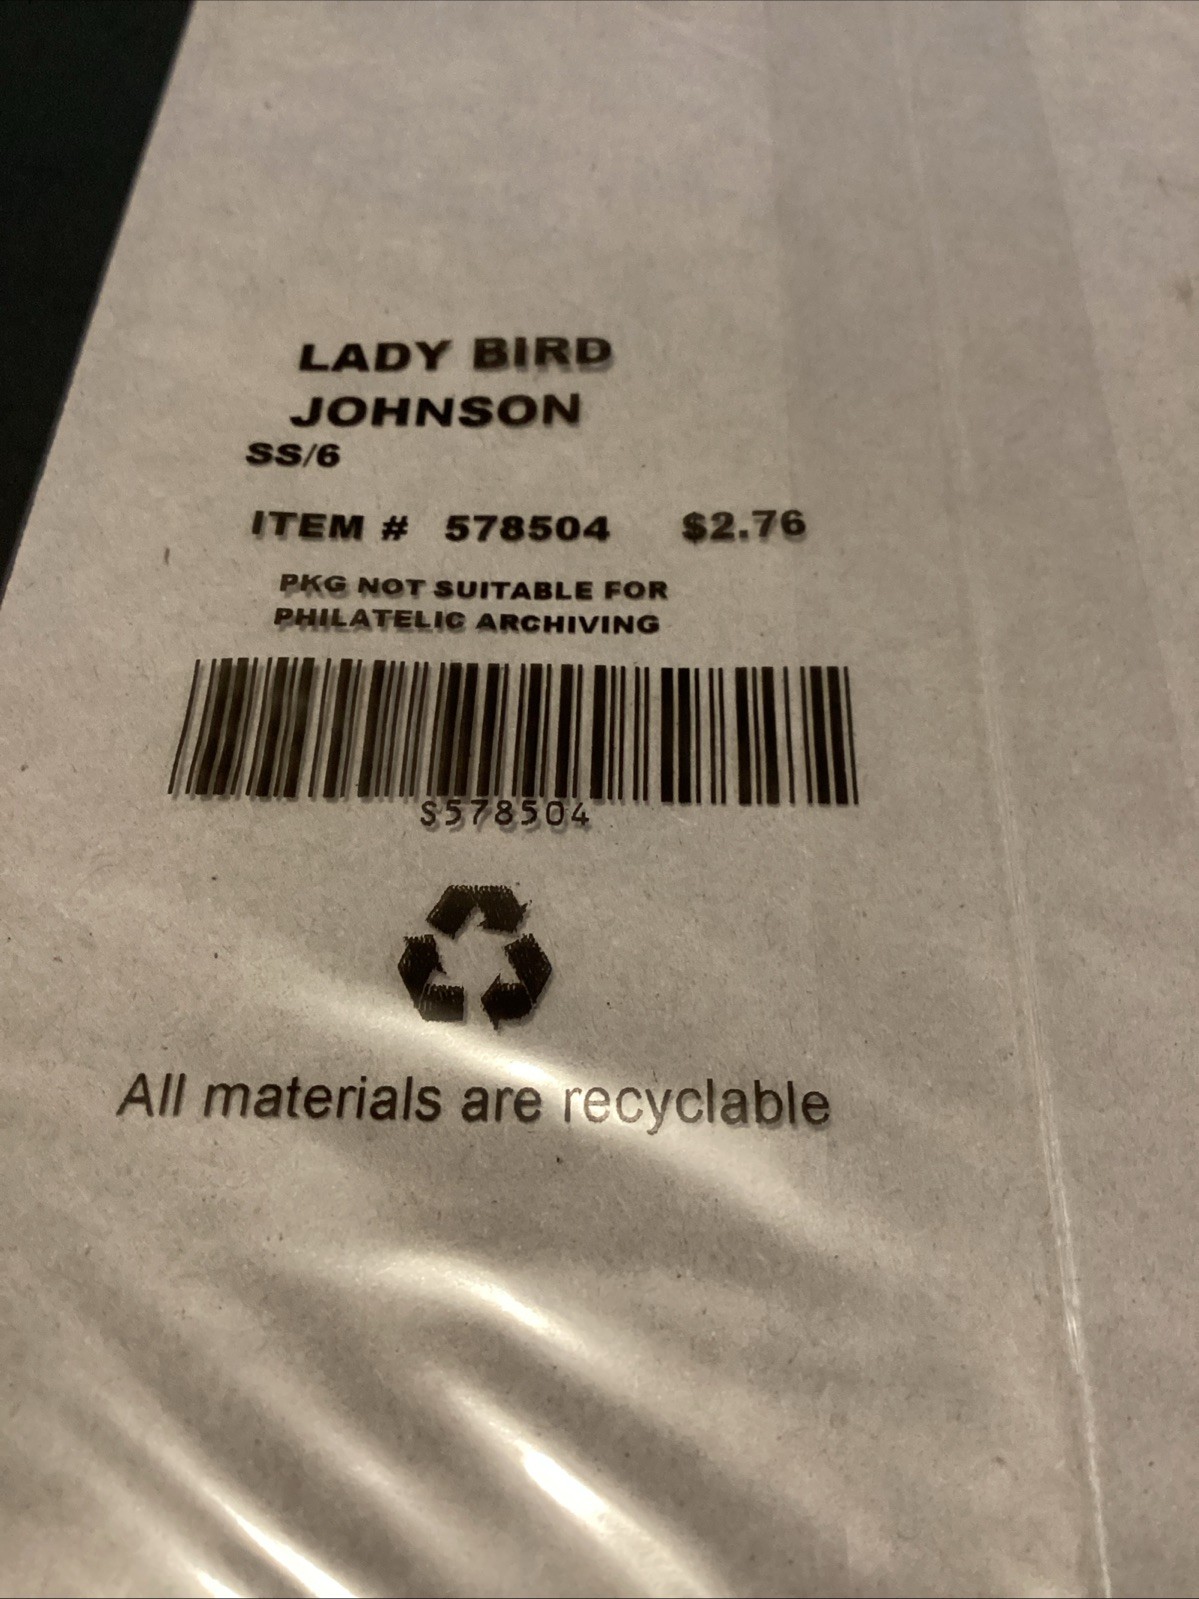 LADY BIRD
JOHNSON
SS/6
ITEM # 578504 $2.76
PKG NOT SUITABLE FOR
PHILATELIC ARCHIVING
S578504
All materials are recyclable